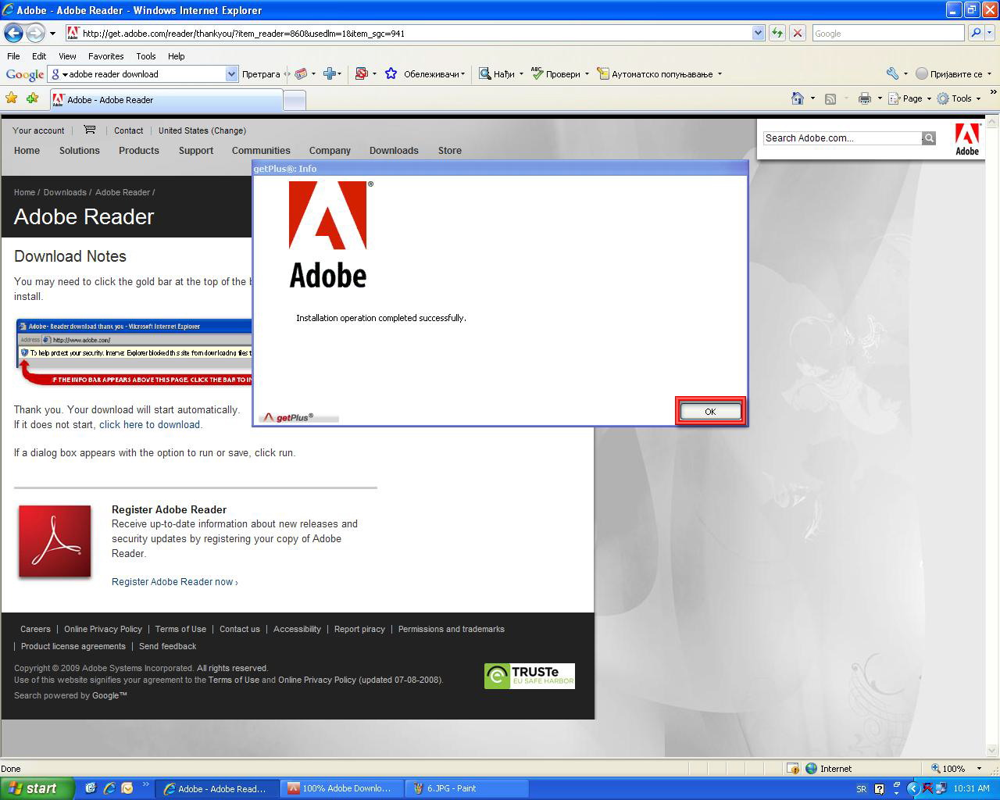 Adobe - Adobe Reader - Windows Internet Explorer
http://get.adobe.com/reader/thankyou/?item_reader=860&usedlm=1&item_sgc=941
Google
File Edit View Favorites Tools Help
Google
adobe reader download
Претрага
Обележивачи
Нађи
ABC
Провери
Аутоматско попуњавање
Пријавите се
Adobe - Adobe Reader
Page
Tools
Your account | Contact | United States (Change)
Search Adobe.com...
Adobe
Home Solutions Products Support Communities Company Downloads Store
getPlus®: Info
Home / Downloads / Adobe Reader /
Adobe Reader
Adobe
®
Download Notes
You may need to click the gold bar at the top of the b
install.
Adobe - Reader download thank you - Microsoft Internet Explorer
Address http://www.adobe.com/
To help protect your security, Internet Explorer blocked this site from downloading files t
IF THE INFO BAR APPEARS ABOVE THIS PAGE, CLICK THE BAR TO IN
Installation operation completed successfully.
getPlus®
OK
Thank you. Your download will start automatically.
If it does not start, click here to download.
If a dialog box appears with the option to run or save, click run.
Register Adobe Reader
Receive up-to-date information about new releases and
security updates by registering your copy of Adobe
Reader.
Register Adobe Reader now ›
Careers | Online Privacy Policy | Terms of Use | Contact us | Accessibility | Report piracy | Permissions and trademarks
| Product license agreements | Send feedback
Copyright © 2009 Adobe Systems Incorporated. All rights reserved.
Use of this website signifies your agreement to the Terms of Use and Online Privacy Policy (updated 07-08-2008).
Search powered by Google™
TRUSTe
EU SAFE HARBOR
Done
Internet
100%
start
Adobe - Adobe Read...
100% Adobe Downlo...
6.JPG - Paint
SR
10:31 AM